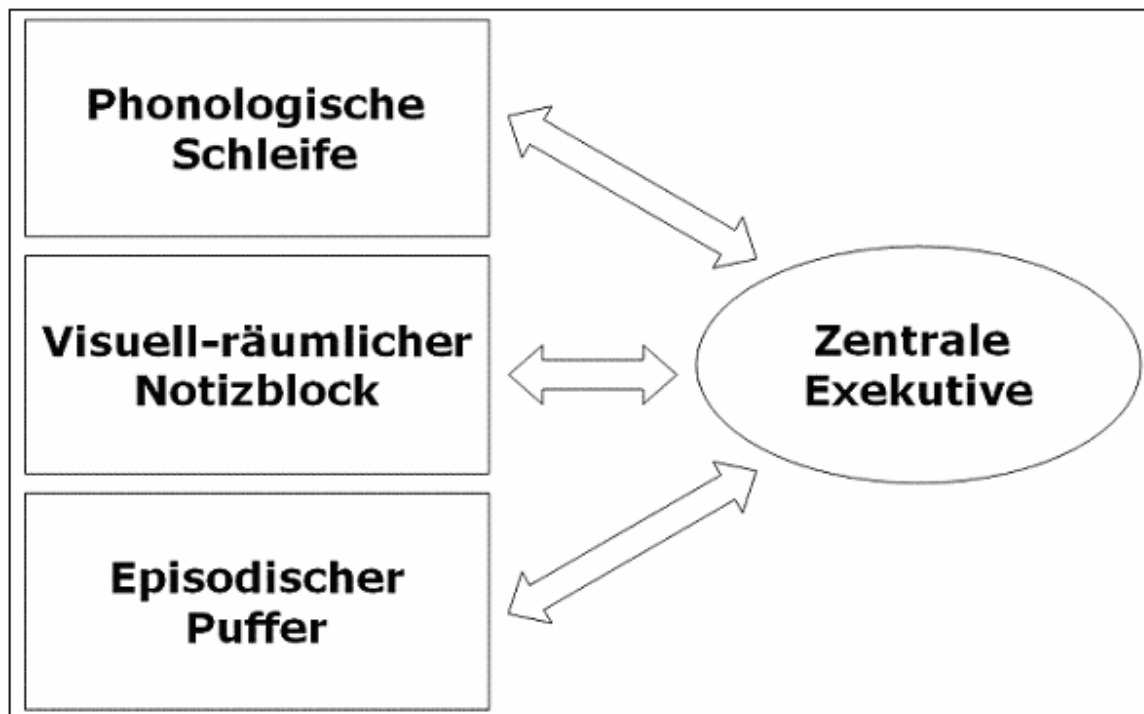 Phonologische
Schleife
Visuell-räumlicher
Notizblock
Episodischer
Puffer
Zentrale
Exekutive